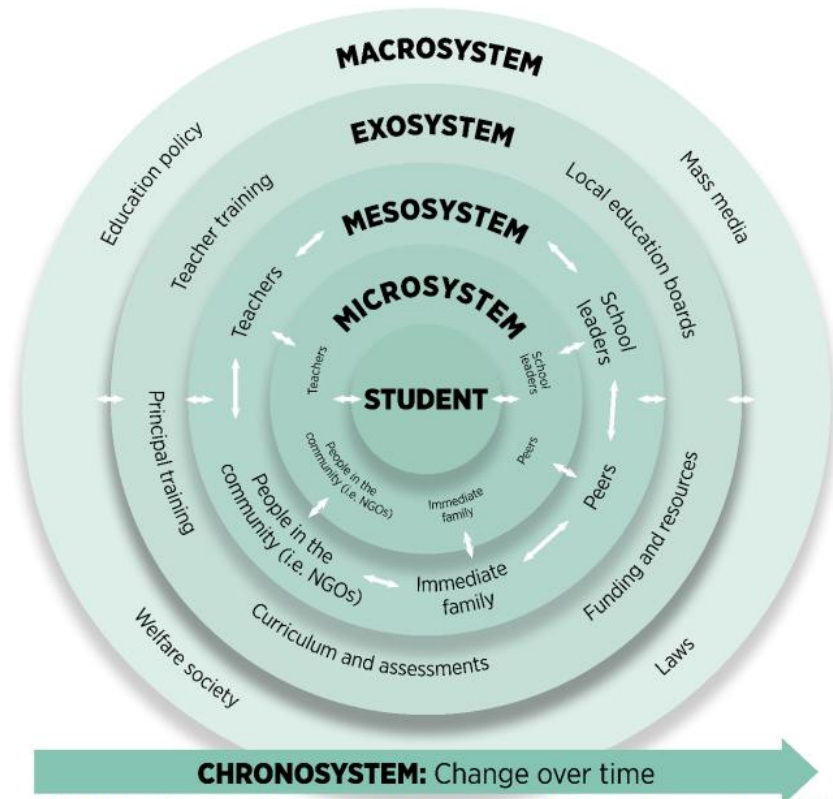 MACROSYSTEM
Education policy
Mass media
Welfare society
Laws
EXOSYSTEM
Teacher training
Local education boards
Principal training
Curriculum and assessments
Funding and resources
MESOSYSTEM
Teachers
School
leaders
People in the
community (i.e. NGOs)
Immediate
family
Peers
MICROSYSTEM
Teachers
School
leaders
People in the
community (i.e. NGOs)
Immediate
family
Peers
STUDENT
CHRONOSYSTEM: Change over time